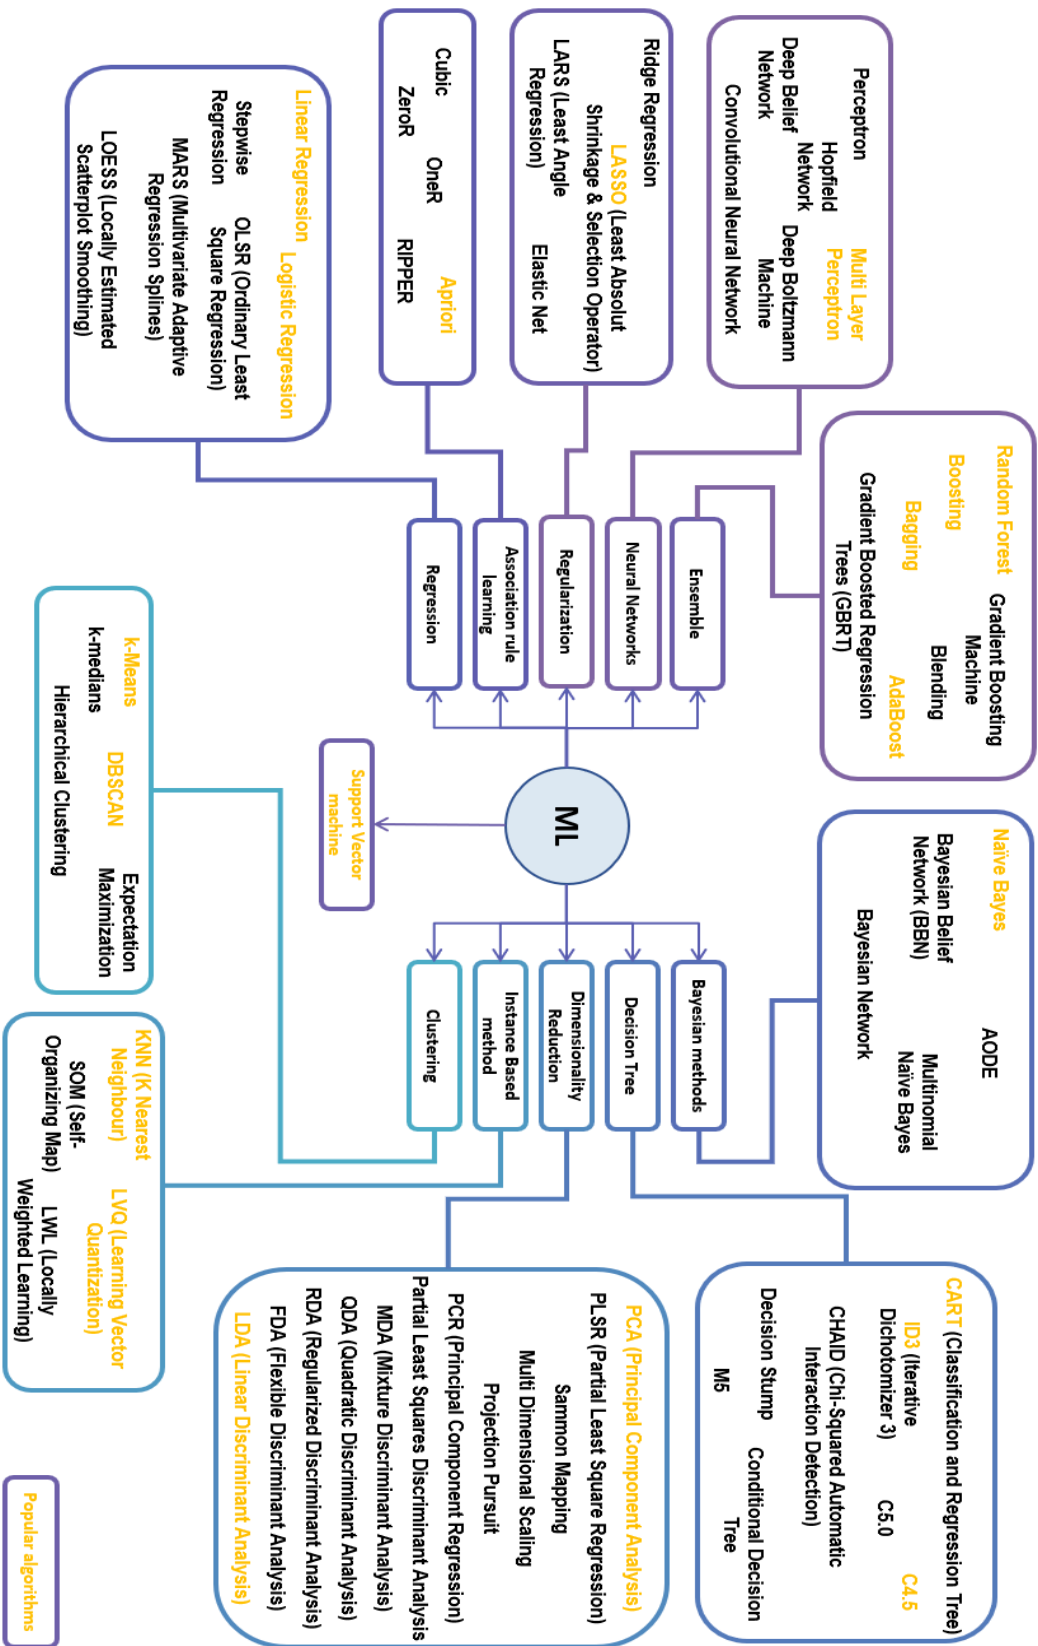 Perceptron
Hopfield
Network
Multi Layer
Perceptron
Deep Belief
Network
Deep Boltzmann
Machine
Convolutional Neural Network
Ridge Regression
LASSO (Least Absolut
Shrinkage & Selection Operator)
LARS (Least Angle
Regression)
Elastic Net
Cubic
ZeroR
OneR
Apriori
RIPPER
Linear Regression
Logistic Regression
Stepwise
Regression
OLSR (Ordinary Least
Square Regression)
MARS (Multivariate Adaptive
Regression Splines)
LOESS (Locally Estimated
Scatterplot Smoothing)
Random Forest
Gradient Boosting
Machine
Boosting
Blending
Bagging
AdaBoost
Gradient Boosted Regression
Trees (GBRT)
Ensemble
Neural Networks
Regularization
Association rule
learning
Regression
ML
Support Vector
machine
k-Means
DBSCAN
Expectation
Maximization
k-medians
Hierarchical Clustering
Naïve Bayes
AODE
Bayesian Belief
Network (BBN)
Multinomial
Naïve Bayes
Bayesian Network
Bayesian methods
Decision Tree
Dimensionality
Reduction
Instance Based
method
Clustering
KNN (K Nearest
Neighbour)
LVQ (Learning Vector
Quantization)
SOM (Self-
Organizing Map)
LWL (Locally
Weighted Learning)
CART (Classification and Regression Tree)
ID3 (Iterative
Dichotomizer 3)
C5.0
C4.5
CHAID (Chi-Squared Automatic
Interaction Detection)
Decision Stump
Conditional Decision
Tree
M5
PCA (Principal Component Analysis)
PLSR (Partial Least Square Regression)
Sammon Mapping
Multi Dimensional Scaling
Projection Pursuit
PCR (Principal Component Regression)
Partial Least Squares Discriminant Analysis
MDA (Mixture Discriminant Analysis)
QDA (Quadratic Discriminant Analysis)
RDA (Regularized Discriminant Analysis)
FDA (Flexible Discriminant Analysis)
LDA (Linear Discriminant Analysis)
Popular algorithms